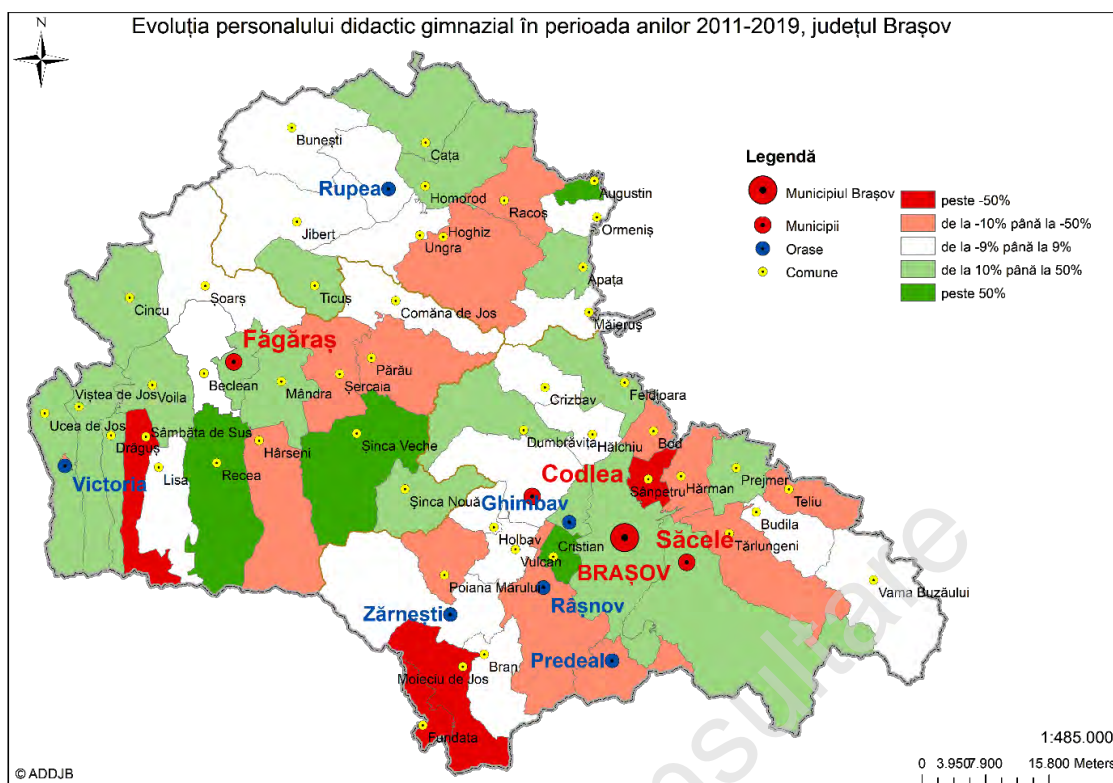 Evoluția personalului didactic gimnazial în perioada anilor 2011-2019, județul Brașov
N
Legendă
Municipiul Brașov
Municipii
Orase
Comune
peste -50%
de la -10% până la -50%
de la -9% până la 9%
de la 10% până la 50%
peste 50%
Bunești
Cața
Rupea
Homorod
Augustin
Racoș
Ormeniș
Jibert
Ungra
Hoghiz
Apața
Șoarș
Ticuș
Cincu
Comăna de Jos
Măieruș
Făgăraș
Părău
Beclean
Mândra
Șercaia
Crizbav
Feldioara
Viștea de Jos
Voila
Ucea de Jos
Sâmbăta de Sus
Drăguș
Hârseni
Șinca Veche
Dumbrăvița
Hălchiu
Bod
Lisa
Recea
Victoria
Codlea
Sânpetru
Hărman
Prejmer
Teliu
Șinca Nouă
Ghimbav
Budila
Holbav
Cristian
Săcele
Tărlungeni
Vulcan
BRAȘOV
Poiana Mărului
Vama Buzăului
Râșnov
Zărnești
Bran
Predeal
Moieciu de Jos
Fundata
sultare
1:485.000
0 3.9507.900 15.800 Meters
© ADDJB